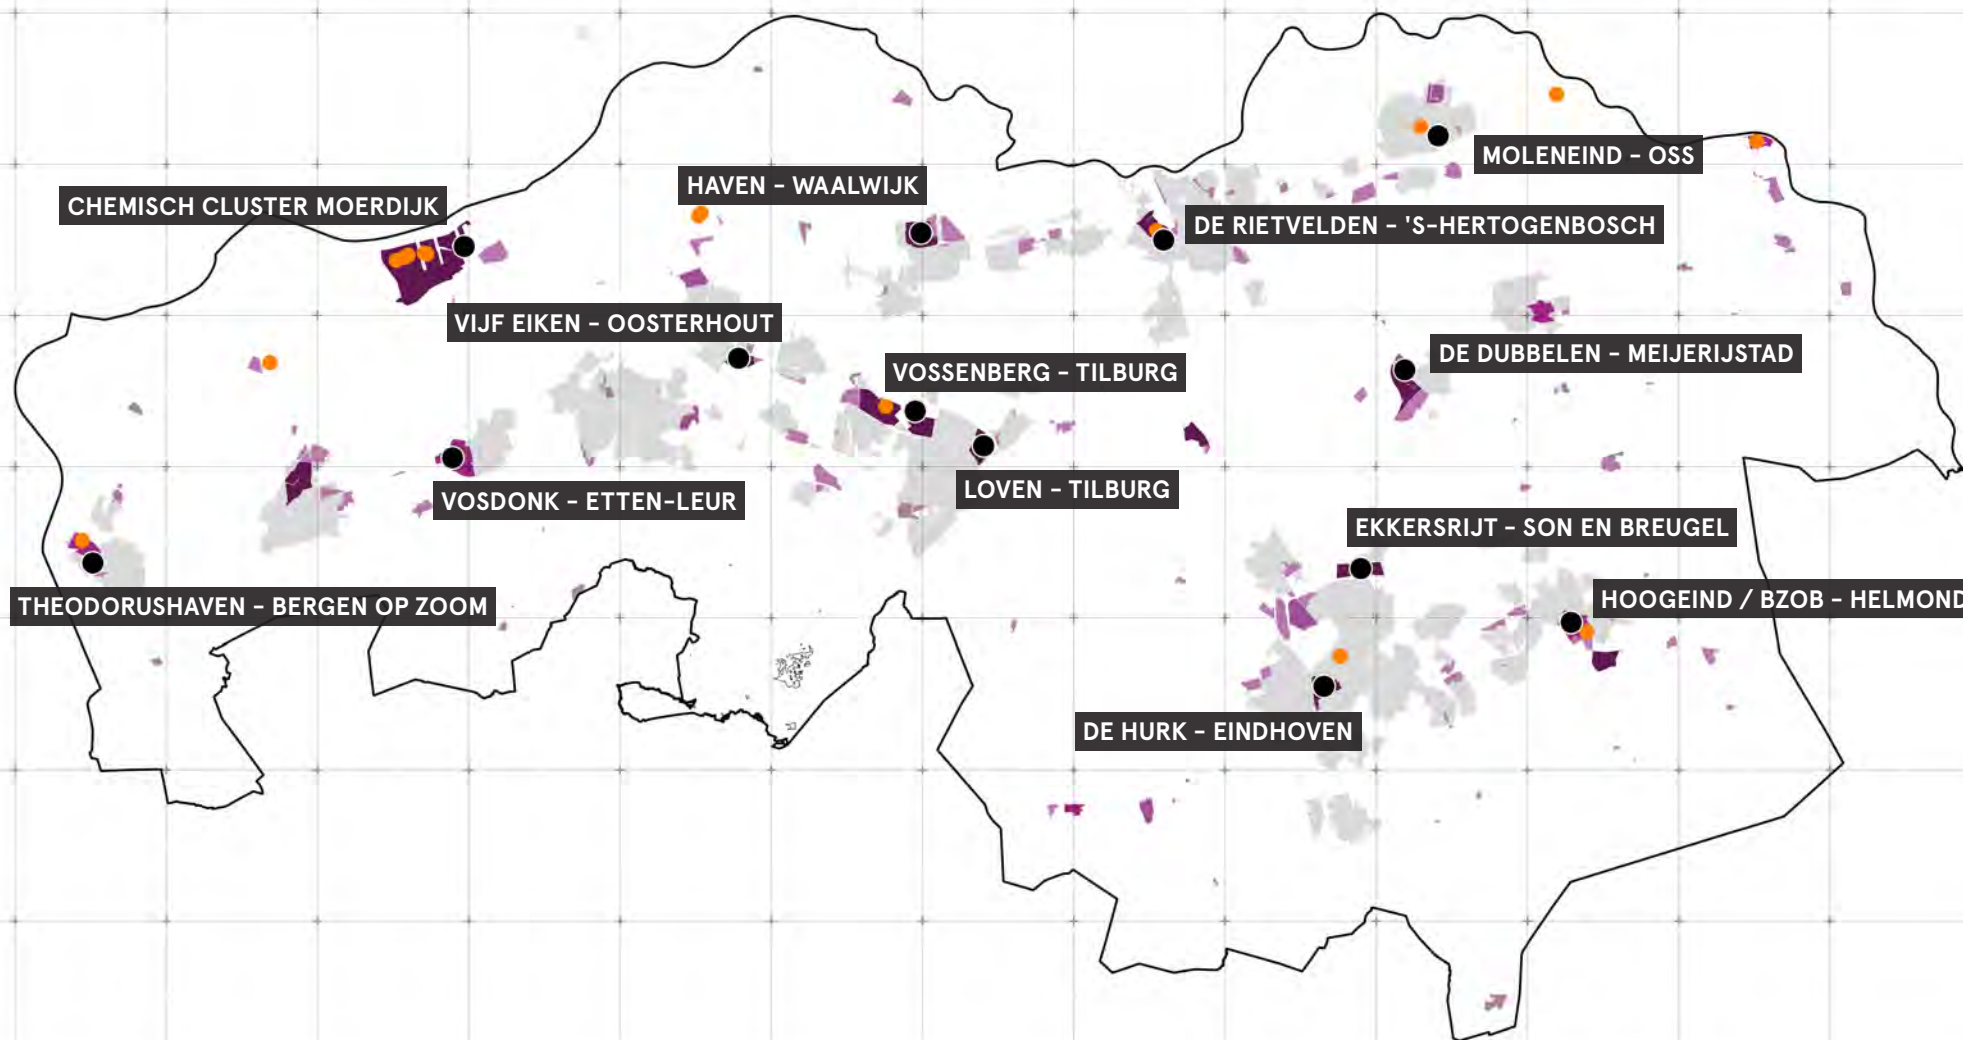 MOLENEIND - OSS
HAVEN - WAALWIJK
CHEMISCH CLUSTER MOERDIJK
DE RIETVELDEN - 'S-HERTOGENBOSCH
VIJF EIKEN - OOSTERHOUT
DE DUBBELEN - MEIJERIJSTAD
VOSSENBERG - TILBURG
LOVEN - TILBURG
VOSDONK - ETTEN-LEUR
EKKERSRIJT - SON EN BREUGEL
HOOGEIND / BZOB - HELMOND
THEODORUSHAVEN - BERGEN OP ZOOM
DE HURK - EINDHOVEN